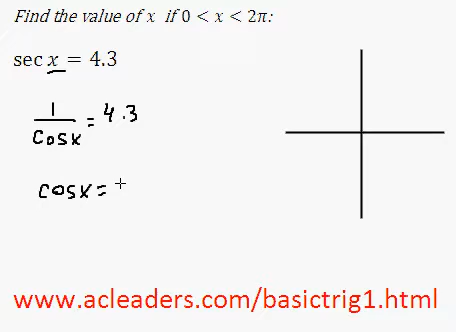 Find the value of x if 0 < x < 2π:
sec x = 4.3
1/cosx = 4.3
cosx = +
www.acleaders.com/basictrig1.html